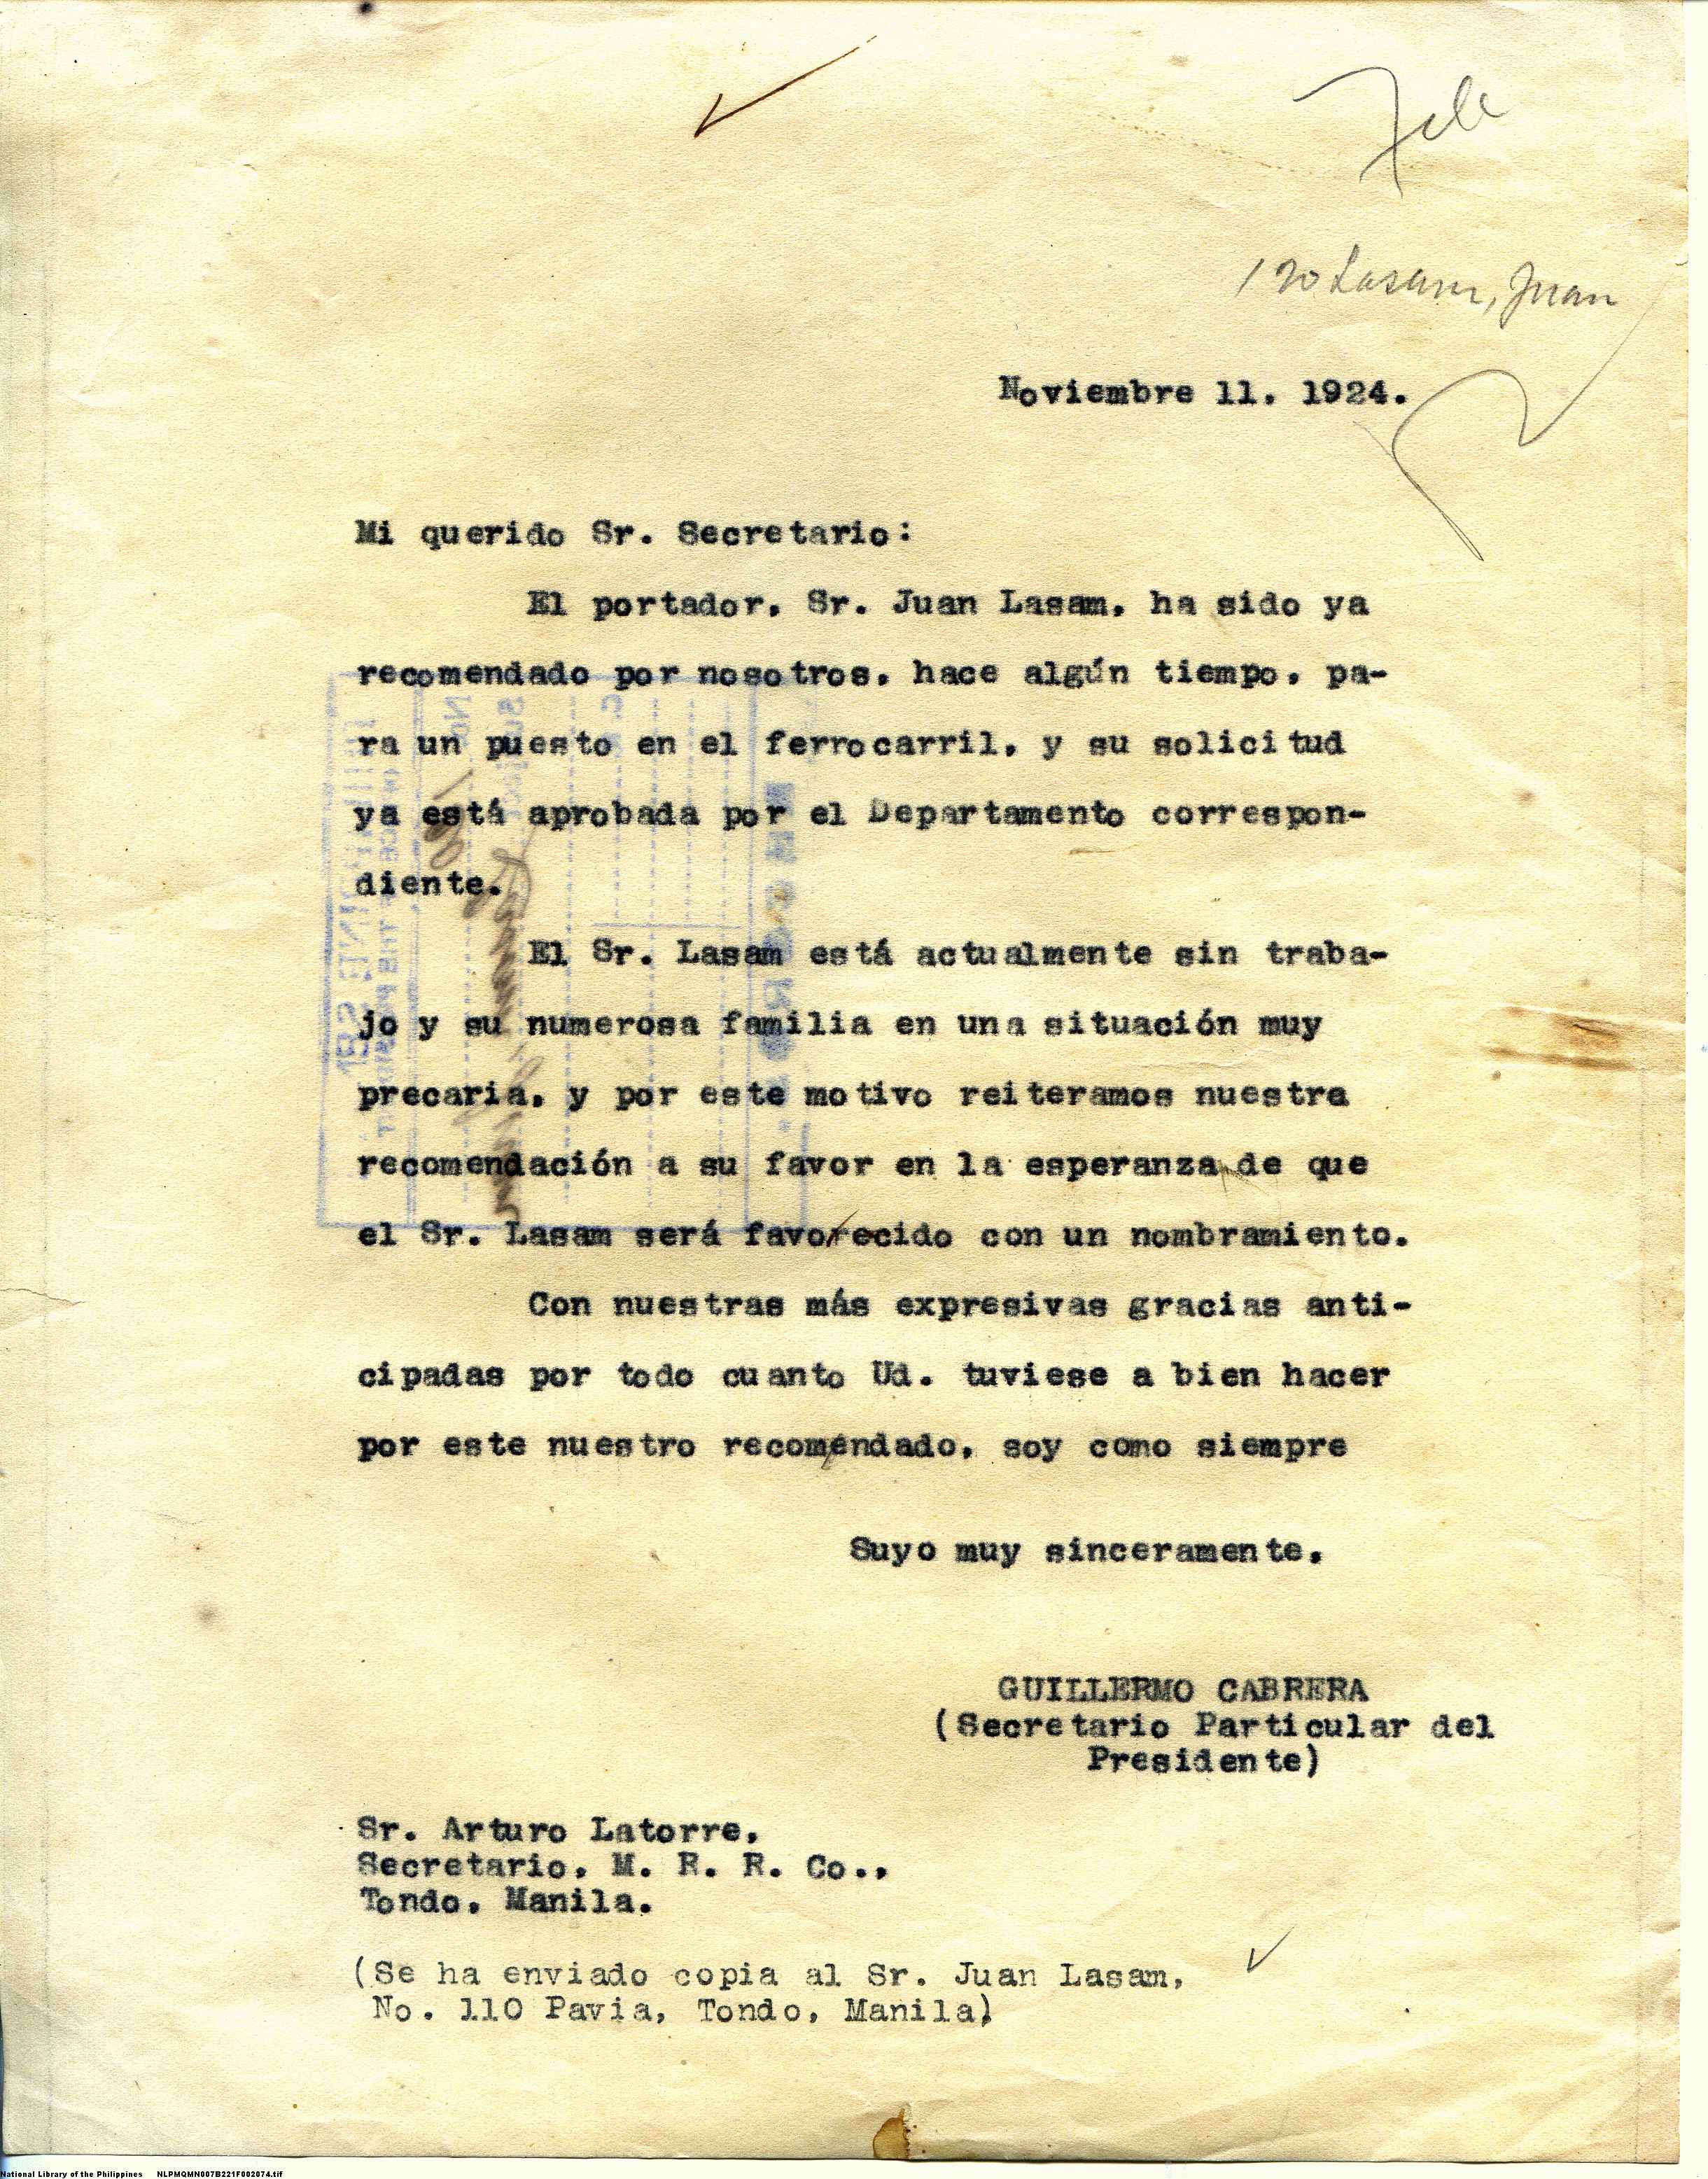 120 Lasam, Juan
Noviembre 11, 1924.
Mi querido Sr. Secretario:
El portador, Sr. Juan Lasam, ha sido ya
recomendado por nosotros, hace algún tiempo, pa-
ra un puesto en el ferrocarril, y su solicitud
ya está aprobada por el Departamento correspon-
diente.
El Sr. Lasam está actualmente sin traba-
jo y su numerosa familia en una situación muy
precaria, y por este motivo reiteramos nuestra
recomendación a su favor en la esperanza de que
el Sr. Lasam será favorecido con un nombramiento.
Con nuestras más expresivas gracias anti-
cipadas por todo cuanto Ud. tuviese a bien hacer
por este nuestro recomendado, soy como siempre
Suyo muy sinceramente,
GUILLERMO CABRERA
(Secretario Particular del
Presidente)
Sr. Arturo Latorre,
Secretario, M. R. R. Co.,
Tondo, Manila.
(Se ha enviado copia al Sr. Juan Lasam,
No. 110 Pavia, Tondo, Manila)
National Library of the Philippines NLPMQMN007B221F002074.tif